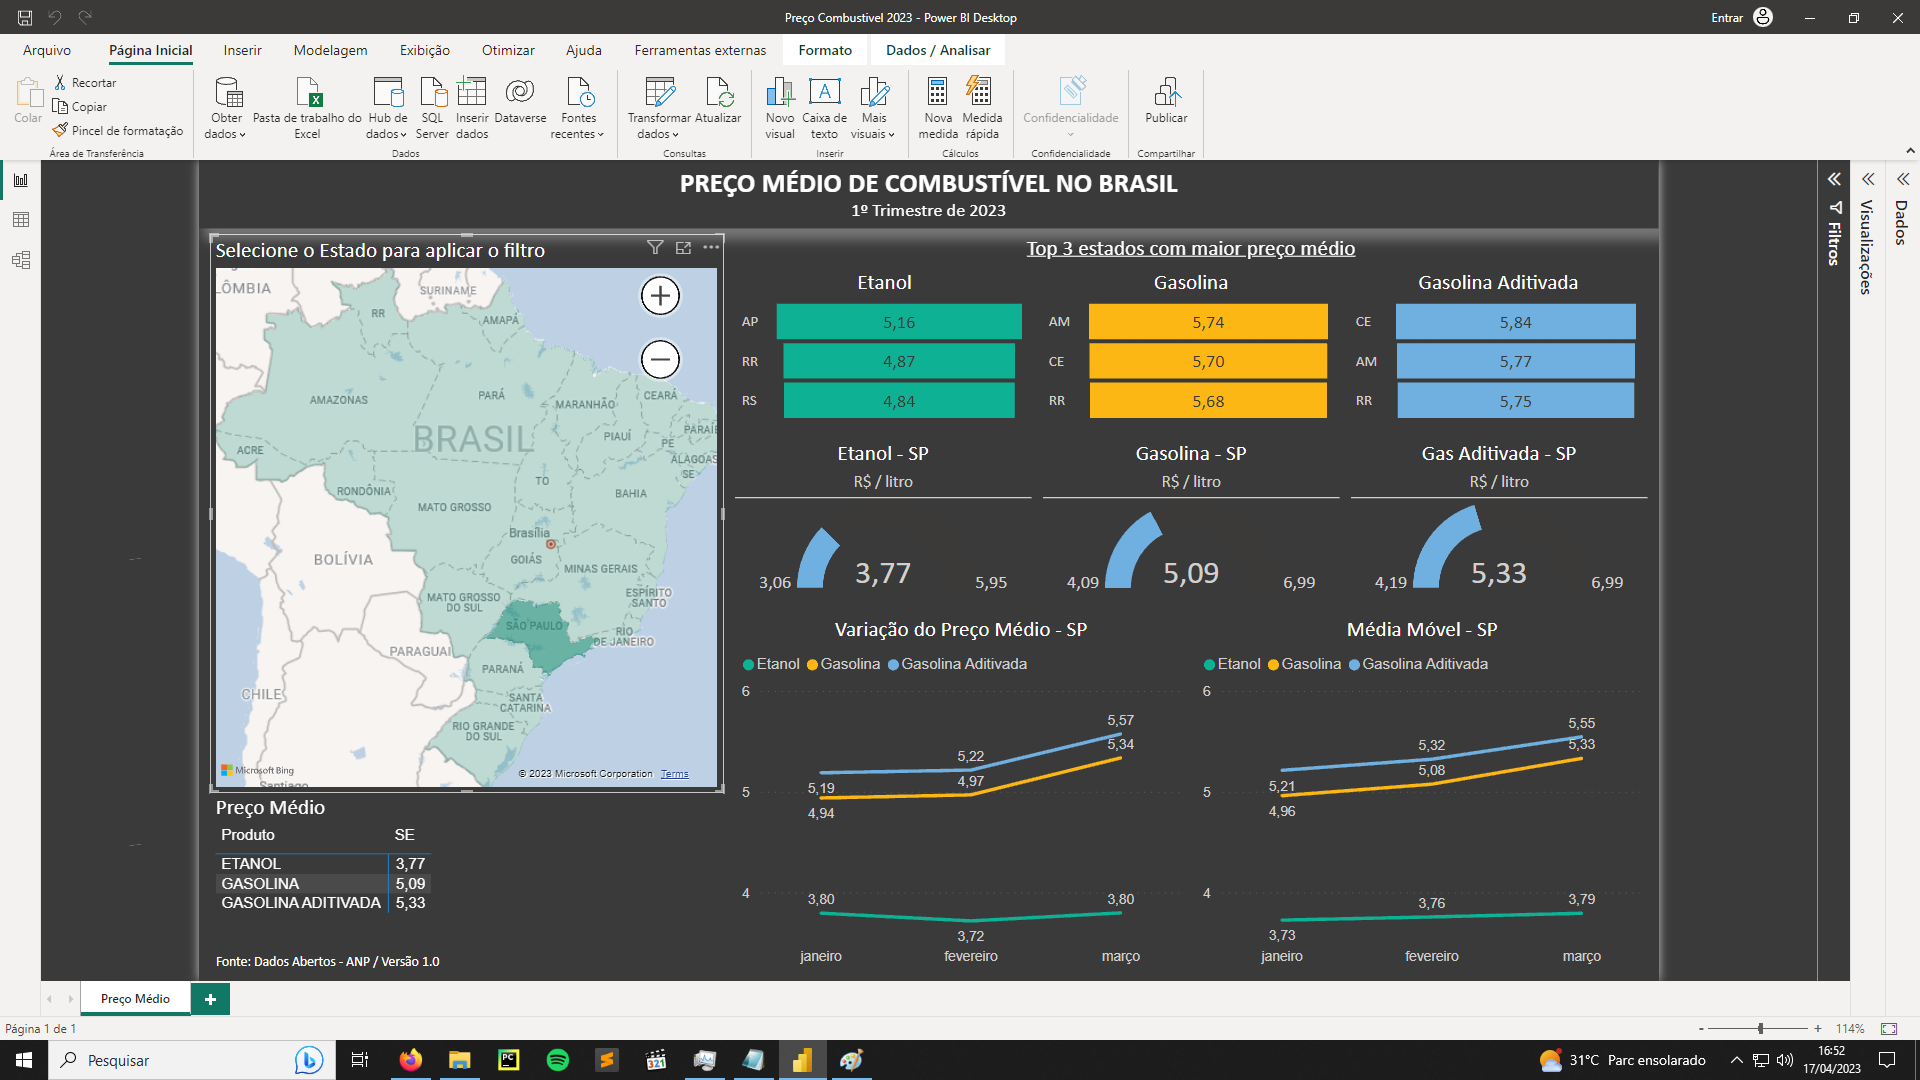 Preço Combustivel 2023 - Power BI Desktop
Entrar
Arquivo
Página Inicial
Inserir
Modelagem
Exibição
Otimizar
Ajuda
Ferramentas externas
Formato
Dados / Analisar
Colar
Recortar
Copiar
Pincel de formatação
Área de Transferência
Obter dados
Pasta de trabalho do Excel
Hub de dados
SQL Server
Inserir dados
Dataverse
Fontes recentes
Dados
Transformar dados
Atualizar
Consultas
Novo visual
Caixa de texto
Mais visuais
Inserir
Nova medida
Medida rápida
Cálculos
Confidencialidade
Confidencialidade
Publicar
Compartilhar
PREÇO MÉDIO DE COMBUSTÍVEL NO BRASIL
1º Trimestre de 2023
Selecione o Estado para aplicar o filtro
LÔMBIA
SURINAME
RR
AMAPÁ
AMAZONAS
PARÁ
MARANHÃO
CEARÁ
BRASIL
PIAUÍ
PARAÍ
PE
ACRE
ALAGOAS
SE
RONDÔNIA
TO
BAHIA
MATO GROSSO
Brasília
BOLÍVIA
GOIÁS
MINAS GERAIS
MATO GROSSO DO SUL
ESPÍRITO SANTO
SÃO PAULO
RIO DE JANEIRO
PARAGUAI
PARANÁ
CHILE
SANTA CATARINA
RIO GRANDE DO SUL
Microsoft Bing
© 2023 Microsoft Corporation Terms
Santiago
Top 3 estados com maior preço médio
Etanol
AP 5,16
RR 4,87
RS 4,84
Gasolina
AM 5,74
CE 5,70
RR 5,68
Gasolina Aditivada
CE 5,84
AM 5,77
RR 5,75
Etanol - SP
R$ / litro
3,06 3,77 5,95
Gasolina - SP
R$ / litro
4,09 5,09 6,99
Gas Aditivada - SP
R$ / litro
4,19 5,33 6,99
Variação do Preço Médio - SP
Etanol Gasolina Gasolina Aditivada
6
5,57
5,34
5,22
4,97
5
5,19
4,94
4
3,80
3,80
3,72
janeiro fevereiro março
Média Móvel - SP
Etanol Gasolina Gasolina Aditivada
6
5,55
5,33
5,32
5,08
5
5,21
4,96
4
3,76
3,79
3,73
janeiro fevereiro março
Preço Médio
Produto SE
ETANOL 3,77
GASOLINA 5,09
GASOLINA ADITIVADA 5,33
Fonte: Dados Abertos - ANP / Versão 1.0
Filtros
Visualizações
Dados
Preço Médio
Página 1 de 1
114%
Pesquisar
PC
321
31°C Parc ensolarado
16:52
17/04/2023